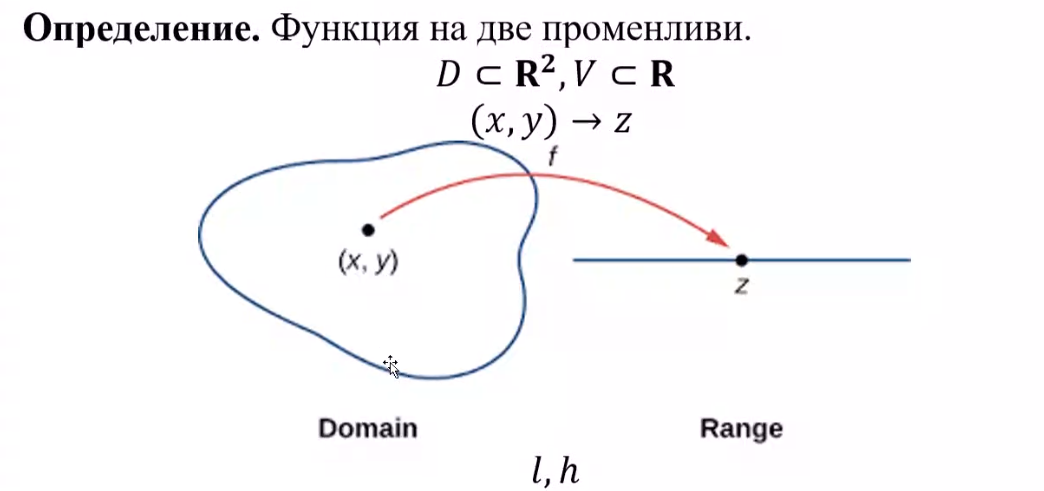 Определение. Функция на две променливи.
D ⊂ R², V ⊂ R
(x, y) → z
f
(x, y)
z
Domain
Range
l, h